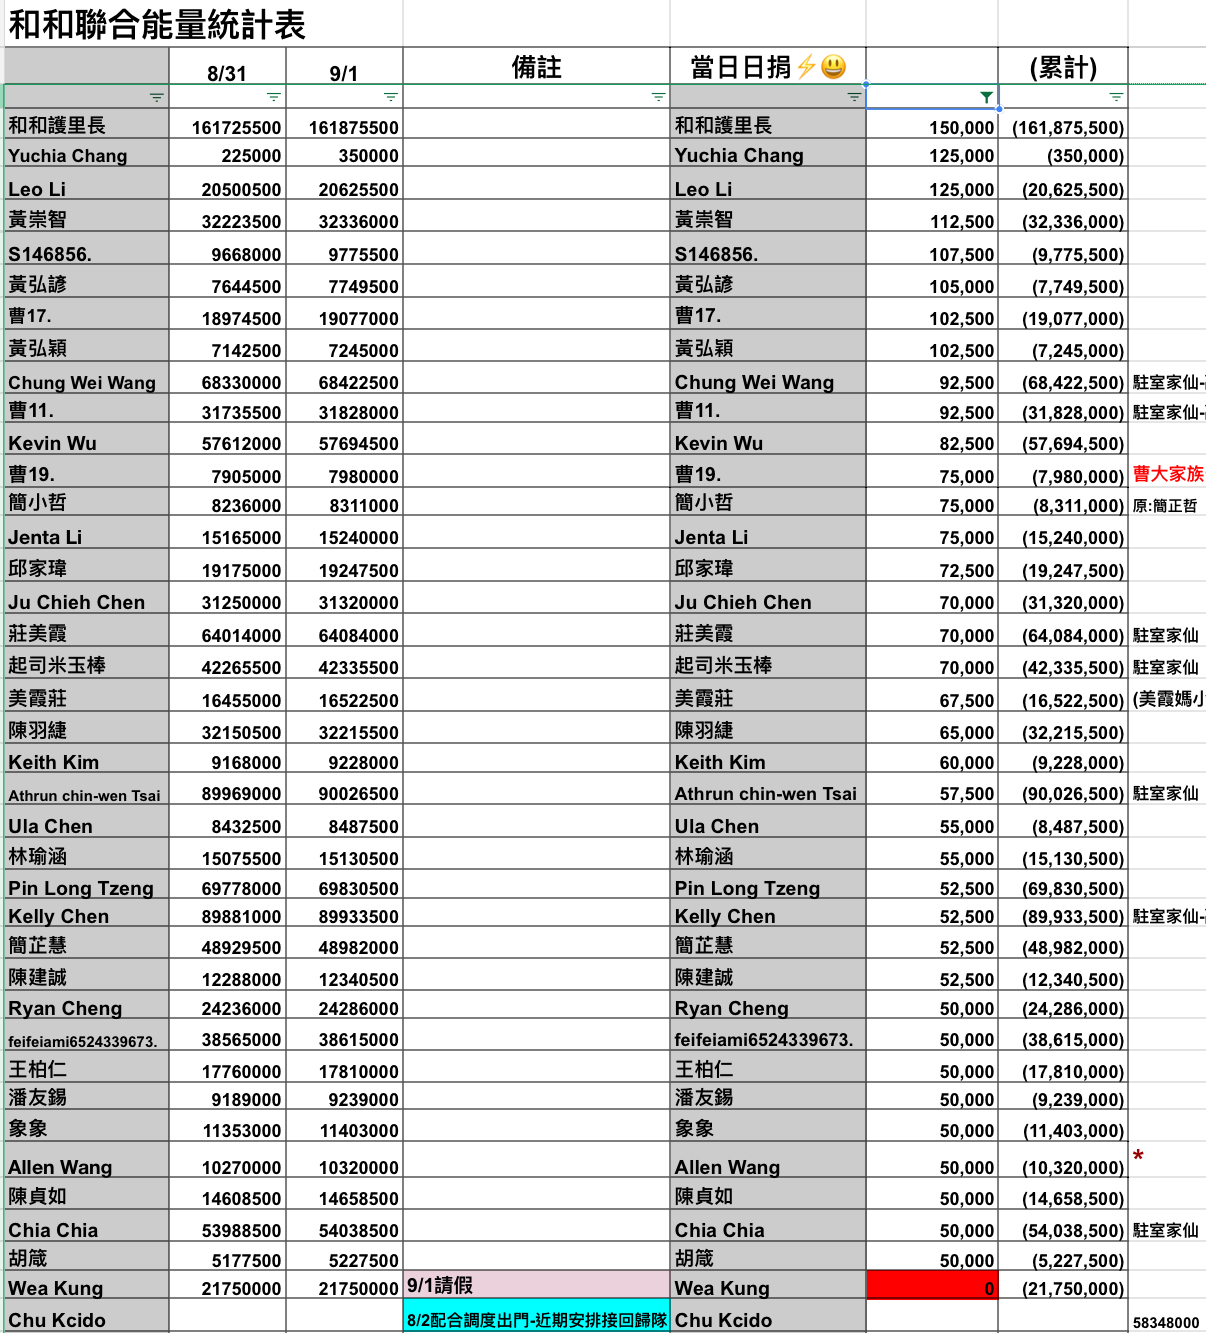 和和聯合能量統計表
8/31 9/1 備註 當日日捐⚡😃 (累計)
和和護里長 161725500 161875500 和和護里長 150,000 (161,875,500)
Yuchia Chang 225000 350000 Yuchia Chang 125,000 (350,000)
Leo Li 20500500 20625500 Leo Li 125,000 (20,625,500)
黃崇智 32223500 32336000 黃崇智 112,500 (32,336,000)
S146856. 9668000 9775500 S146856. 107,500 (9,775,500)
黃弘諺 7644500 7749500 黃弘諺 105,000 (7,749,500)
曹17. 18974500 19077000 曹17. 102,500 (19,077,000)
黃弘穎 7142500 7245000 黃弘穎 102,500 (7,245,000)
Chung Wei Wang 68330000 68422500 Chung Wei Wang 92,500 (68,422,500) 駐室家仙-
曹11. 31735500 31828000 曹11. 92,500 (31,828,000) 駐室家仙-
Kevin Wu 57612000 57694500 Kevin Wu 82,500 (57,694,500)
曹19. 7905000 7980000 曹19. 75,000 (7,980,000) 曹大家族
簡小哲 8236000 8311000 簡小哲 75,000 (8,311,000) 原:簡正哲
Jenta Li 15165000 15240000 Jenta Li 75,000 (15,240,000)
邱家瑋 19175000 19247500 邱家瑋 72,500 (19,247,500)
Ju Chieh Chen 31250000 31320000 Ju Chieh Chen 70,000 (31,320,000)
莊美霞 64014000 64084000 莊美霞 70,000 (64,084,000) 駐室家仙
起司米玉棒 42265500 42335500 起司米玉棒 70,000 (42,335,500) 駐室家仙
美霞莊 16455000 16522500 美霞莊 67,500 (16,522,500) (美霞媽小
陳羽緁 32150500 32215500 陳羽緁 65,000 (32,215,500)
Keith Kim 9168000 9228000 Keith Kim 60,000 (9,228,000)
Athrun chin-wen Tsai 89969000 90026500 Athrun chin-wen Tsai 57,500 (90,026,500) 駐室家仙
Ula Chen 8432500 8487500 Ula Chen 55,000 (8,487,500)
林瑜涵 15075500 15130500 林瑜涵 55,000 (15,130,500)
Pin Long Tzeng 69778000 69830500 Pin Long Tzeng 52,500 (69,830,500)
Kelly Chen 89881000 89933500 Kelly Chen 52,500 (89,933,500) 駐室家仙-
簡芷慧 48929500 48982000 簡芷慧 52,500 (48,982,000)
陳建誠 12288000 12340500 陳建誠 52,500 (12,340,500)
Ryan Cheng 24236000 24286000 Ryan Cheng 50,000 (24,286,000)
feifeiami6524339673. 38565000 38615000 feifeiami6524339673. 50,000 (38,615,000)
王柏仁 17760000 17810000 王柏仁 50,000 (17,810,000)
潘友錫 9189000 9239000 潘友錫 50,000 (9,239,000)
象象 11353000 11403000 象象 50,000 (11,403,000)
Allen Wang 10270000 10320000 Allen Wang 50,000 (10,320,000) *
陳貞如 14608500 14658500 陳貞如 50,000 (14,658,500)
Chia Chia 53988500 54038500 Chia Chia 50,000 (54,038,500) 駐室家仙
胡箴 5177500 5227500 胡箴 50,000 (5,227,500)
Wea Kung 21750000 21750000 9/1請假 Wea Kung 0 (21,750,000)
Chu Kcido 8/2配合調度出門-近期安排接回歸隊 Chu Kcido 58348000